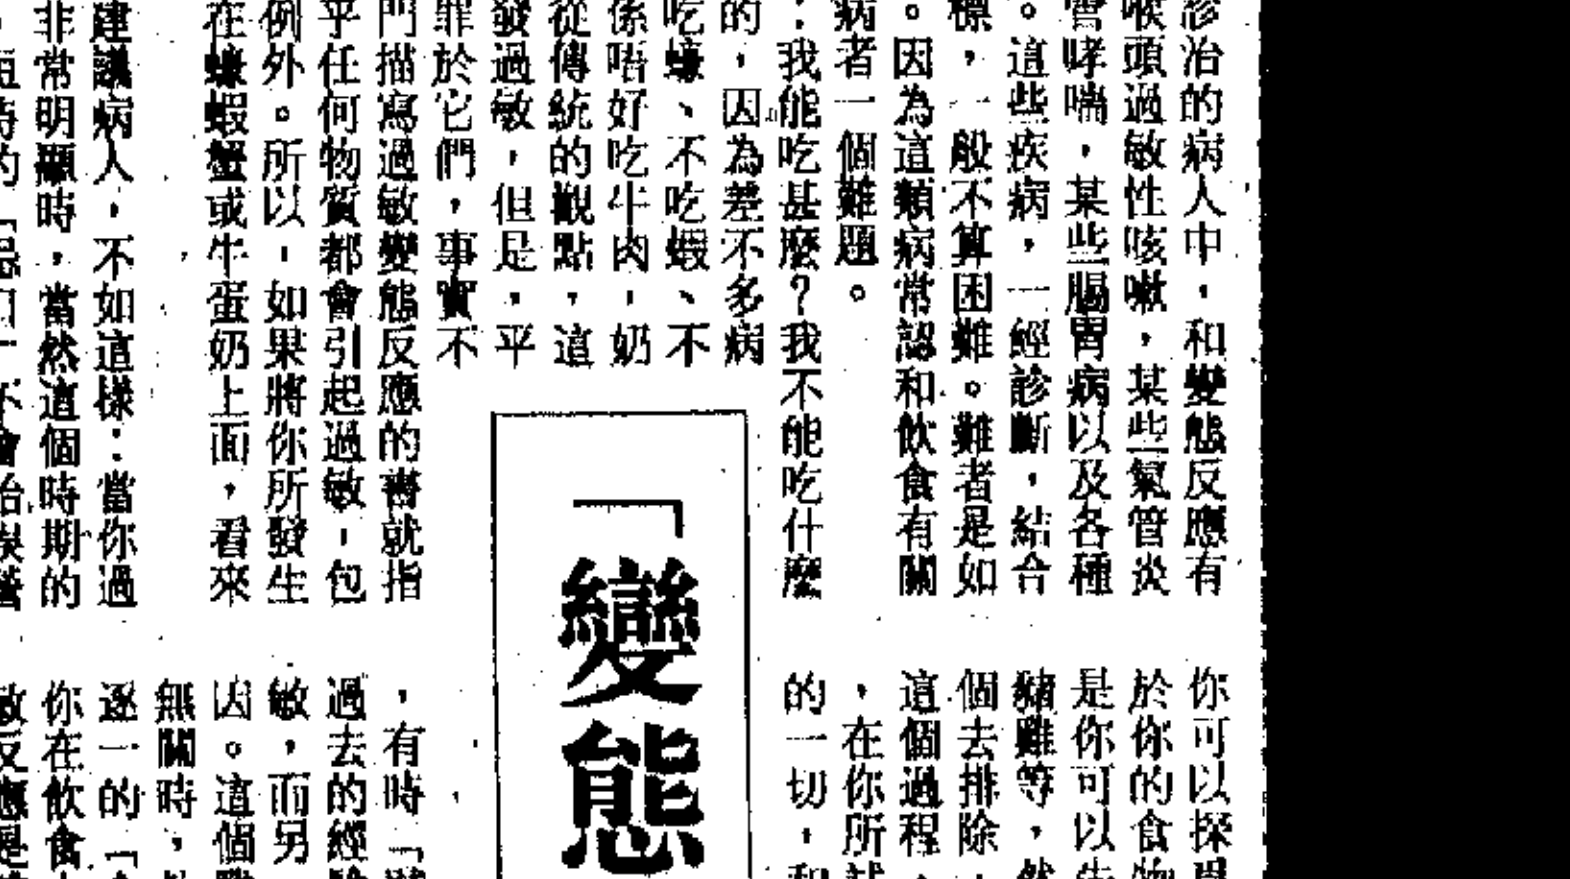 診治的病人中，和變態反應有
喉頭過敏性咳嗽，某些氣管炎
哮喘，某些腸胃病以及各種
。這些疾病，一經診斷，結合
標，一般不算困難。難者是如
。因為這類病常認和飲食有關
病者一個難題。
：我能吃甚麼？我不能吃什麼
的，因為差不多病
吃蠔、不吃蝦、不
係唔好吃牛肉，奶
從傳統的觀點，這
發過敏，但是，平
罪於它們，事實不
門描寫過敏變態反應的書就指
乎任何物質都會引起過敏，包
例外。所以，如果將你所發生
在蠔蝦蟹或牛蛋奶上面，看來
建議病人，不如這樣：當你過
非常明顯時，當然這個時期的
「變態
你可以探
於你的食物
是你可以
豬雞等，然
個去排除，
這個過程，
，在你所
的一切，和
，有時「
過去的經
敏，而另
因。這個
無關時，
逐一的「
你在飲食